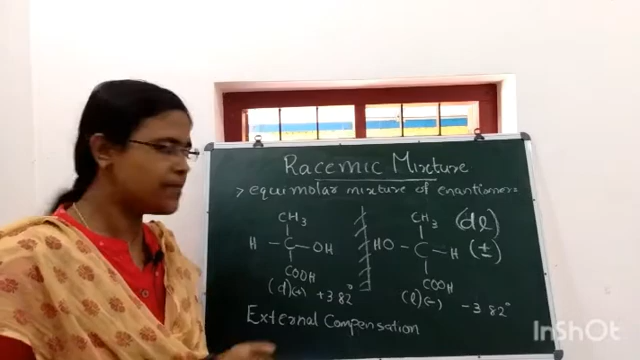 Racemic Mixture
> equimolar mixture of enantiomers
CH3
H - C - OH
COOH
(d)(+) +3.82°
CH3
HO - C - H
COOH
(l)(-) -3.82°
(dl)
(±)
External Compensation
InShOt